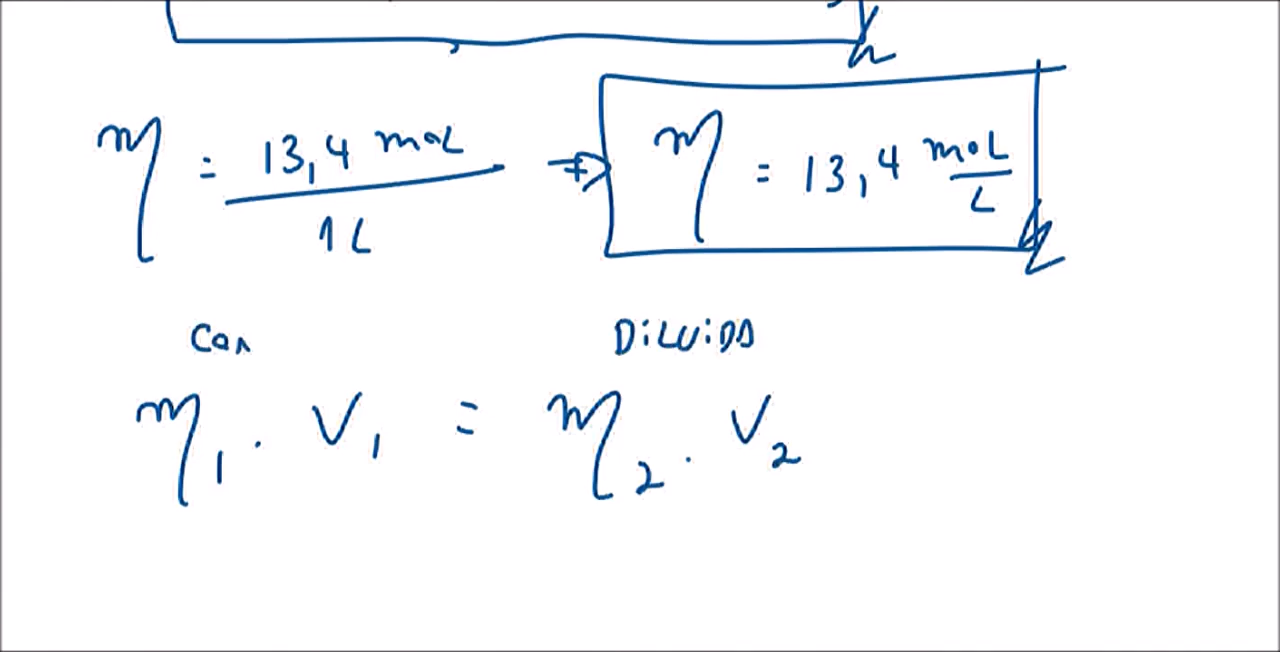 m = 13,4 mol / 1L → m = 13,4 mol / L
Con Diluido
m₁ . V₁ = m₂ . V₂